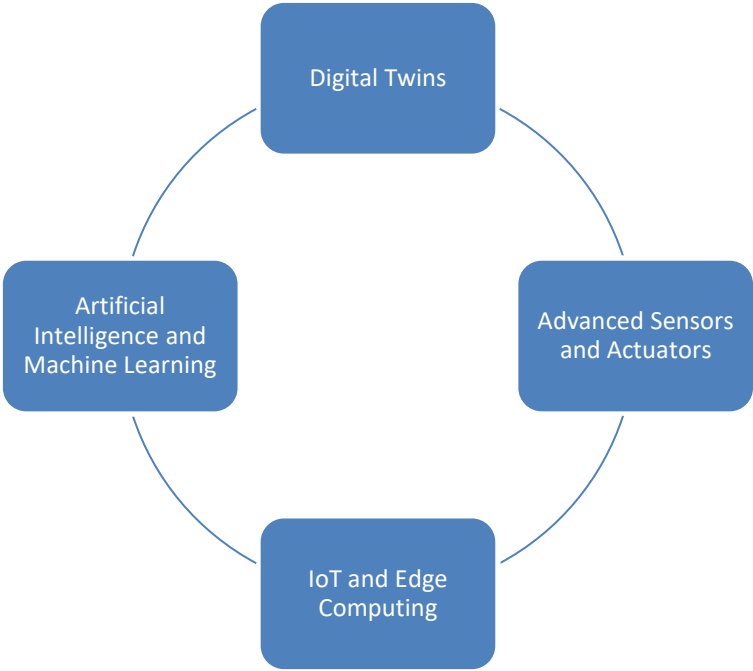 Digital Twins
Artificial
Intelligence and
Machine Learning
Advanced Sensors
and Actuators
IoT and Edge
Computing